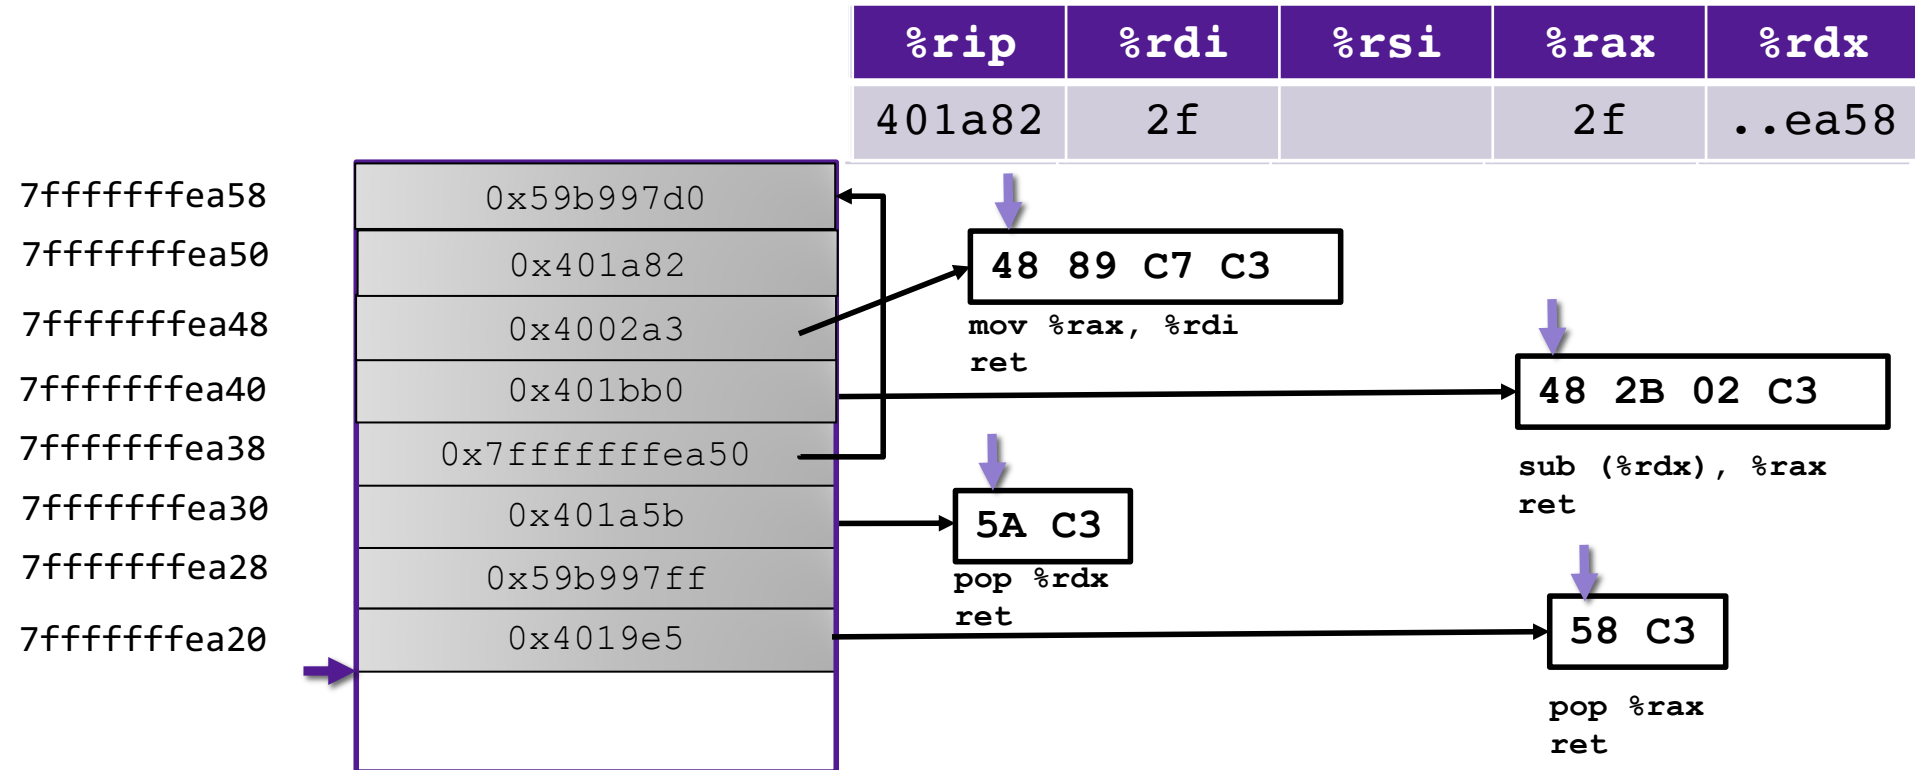 %rip %rdi %rsi %rax %rdx
401a82 2f 2f ..ea58
7fffffffea58 0x59b997d0
7fffffffea50 0x401a82
48 89 C7 C3
7fffffffea48 0x4002a3
mov %rax, %rdi
ret
7fffffffea40 0x401bb0
48 2B 02 C3
7fffffffea38 0x7fffffffea50
sub (%rdx), %rax
ret
7fffffffea30 0x401a5b
5A C3
7fffffffea28 0x59b997ff
pop %rdx
ret
7fffffffea20 0x4019e5
58 C3
pop %rax
ret